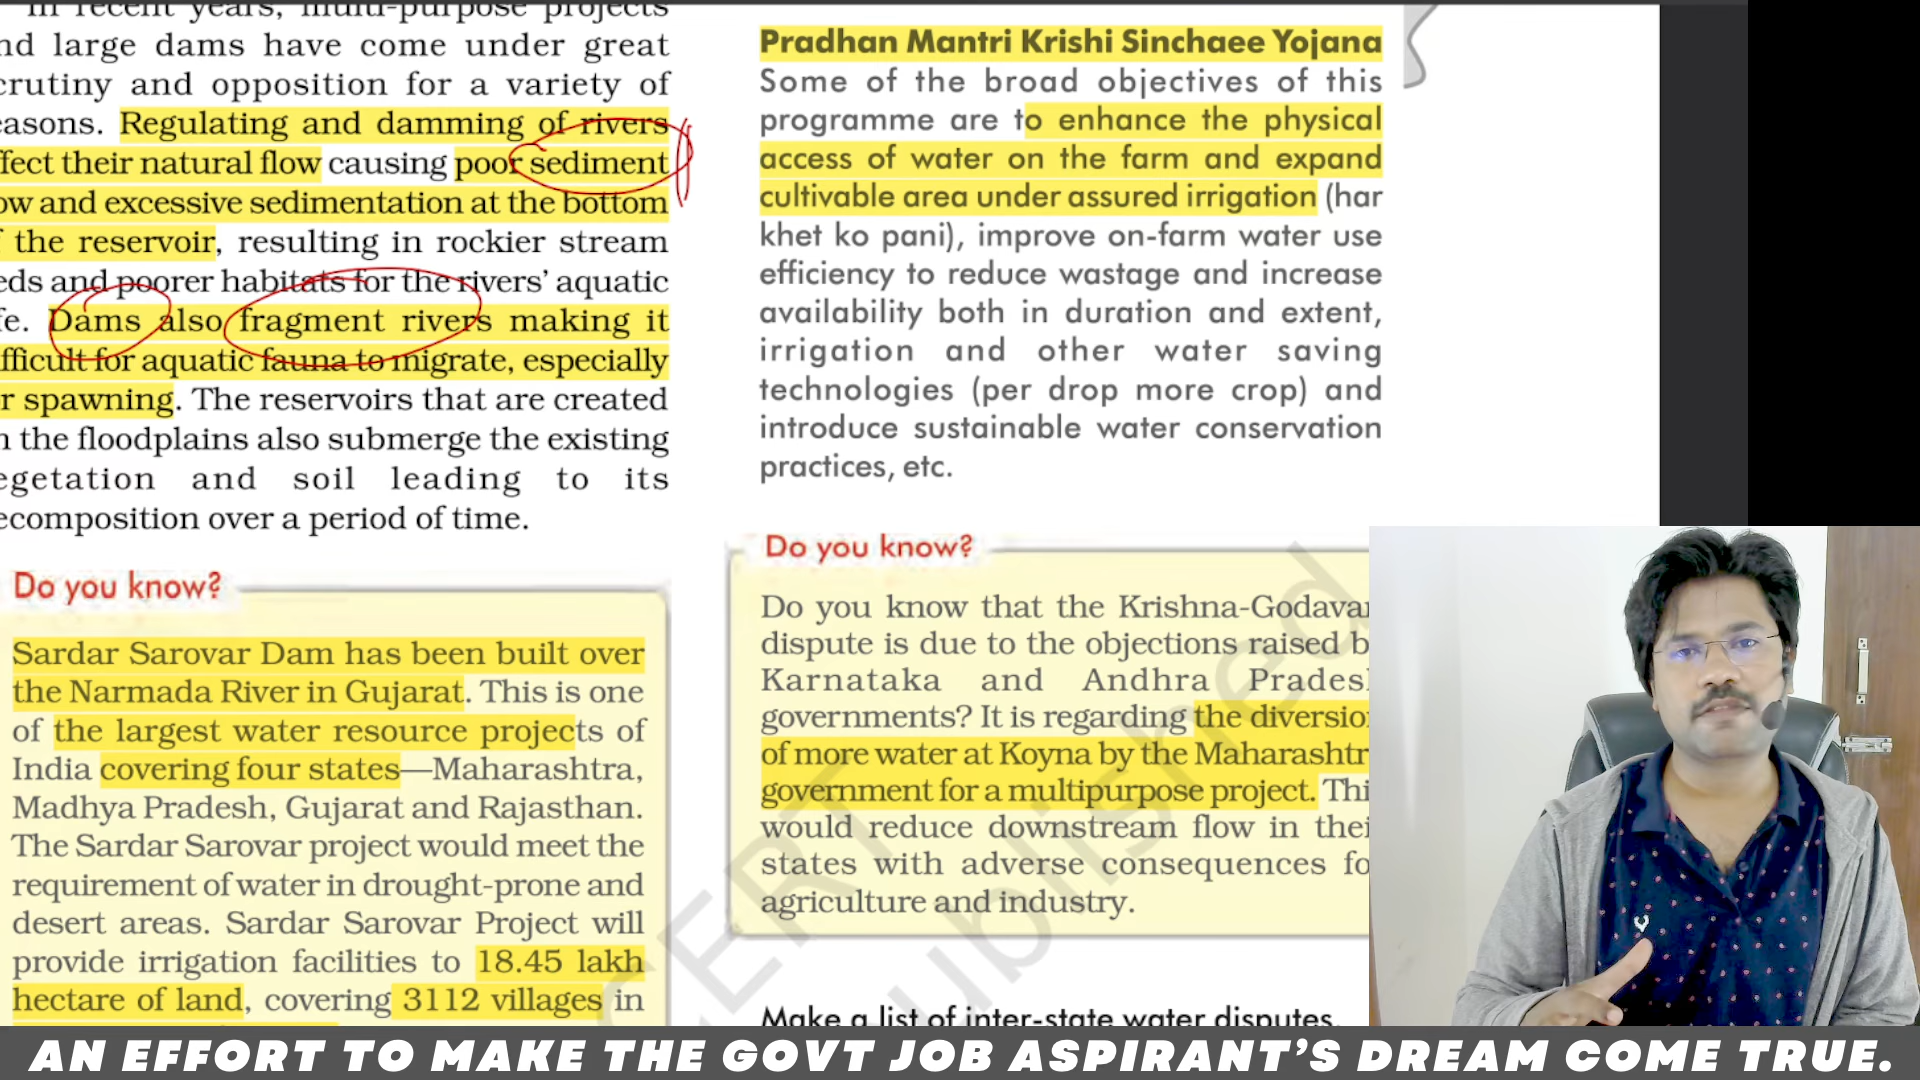 In recent years, multi-purpose projects
nd large dams have come under great
crutiny and opposition for a variety of
easons. Regulating and damming of rivers
ffect their natural flow causing poor sediment
ow and excessive sedimentation at the bottom
f the reservoir, resulting in rockier stream
eds and poorer habitats for the rivers' aquatic
fe. Dams also fragment rivers making it
fficult for aquatic fauna to migrate, especially
r spawning. The reservoirs that are created
n the floodplains also submerge the existing
egetation and soil leading to its
ecomposition over a period of time.
Do you know?
Sardar Sarovar Dam has been built over
the Narmada River in Gujarat. This is one
of the largest water resource projects of
India covering four states—Maharashtra,
Madhya Pradesh, Gujarat and Rajasthan.
The Sardar Sarovar project would meet the
requirement of water in drought-prone and
desert areas. Sardar Sarovar Project will
provide irrigation facilities to 18.45 lakh
hectare of land, covering 3112 villages in
Pradhan Mantri Krishi Sinchaee Yojana
Some of the broad objectives of this
programme are to enhance the physical
access of water on the farm and expand
cultivable area under assured irrigation (har
khet ko pani), improve on-farm water use
efficiency to reduce wastage and increase
availability both in duration and extent,
irrigation and other water saving
technologies (per drop more crop) and
introduce sustainable water conservation
practices, etc.
Do you know?
Do you know that the Krishna-Godavar
dispute is due to the objections raised b
Karnataka and Andhra Pradesh
governments? It is regarding the diversion
of more water at Koyna by the Maharashtr
government for a multipurpose project. Thi
would reduce downstream flow in thei
states with adverse consequences fo
agriculture and industry.
Make a list of inter-state water disputes.
AN EFFORT TO MAKE THE GOVT JOB ASPIRANT'S DREAM COME TRUE.